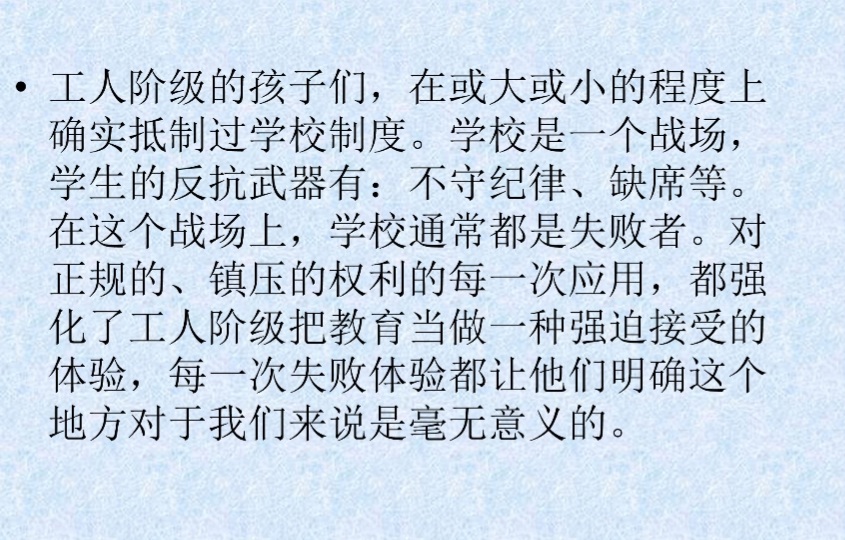 • 工人阶级的孩子们，在或大或小的程度上
确实抵制过学校制度。学校是一个战场，
学生的反抗武器有：不守纪律、缺席等。
在这个战场上，学校通常都是失败者。对
正规的、镇压的权利的每一次应用，都强
化了工人阶级把教育当做一种强迫接受的
体验，每一次失败体验都让他们明确这个
地方对于我们来说是毫无意义的。